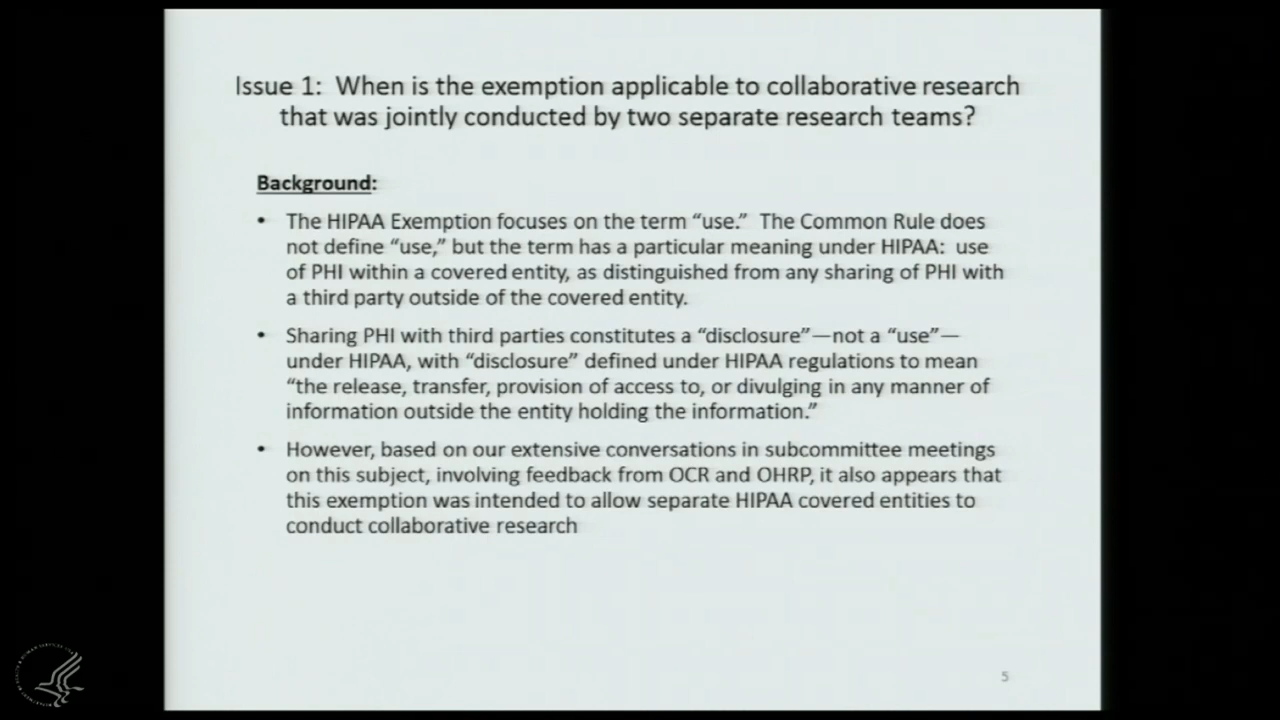 Issue 1: When is the exemption applicable to collaborative research
that was jointly conducted by two separate research teams?
Background:
• The HIPAA Exemption focuses on the term “use.” The Common Rule does
not define “use,” but the term has a particular meaning under HIPAA: use
of PHI within a covered entity, as distinguished from any sharing of PHI with
a third party outside of the covered entity.
• Sharing PHI with third parties constitutes a “disclosure”—not a “use”—
under HIPAA, with “disclosure” defined under HIPAA regulations to mean
“the release, transfer, provision of access to, or divulging in any manner of
information outside the entity holding the information.”
• However, based on our extensive conversations in subcommittee meetings
on this subject, involving feedback from OCR and OHRP, it also appears that
this exemption was intended to allow separate HIPAA covered entities to
conduct collaborative research
5